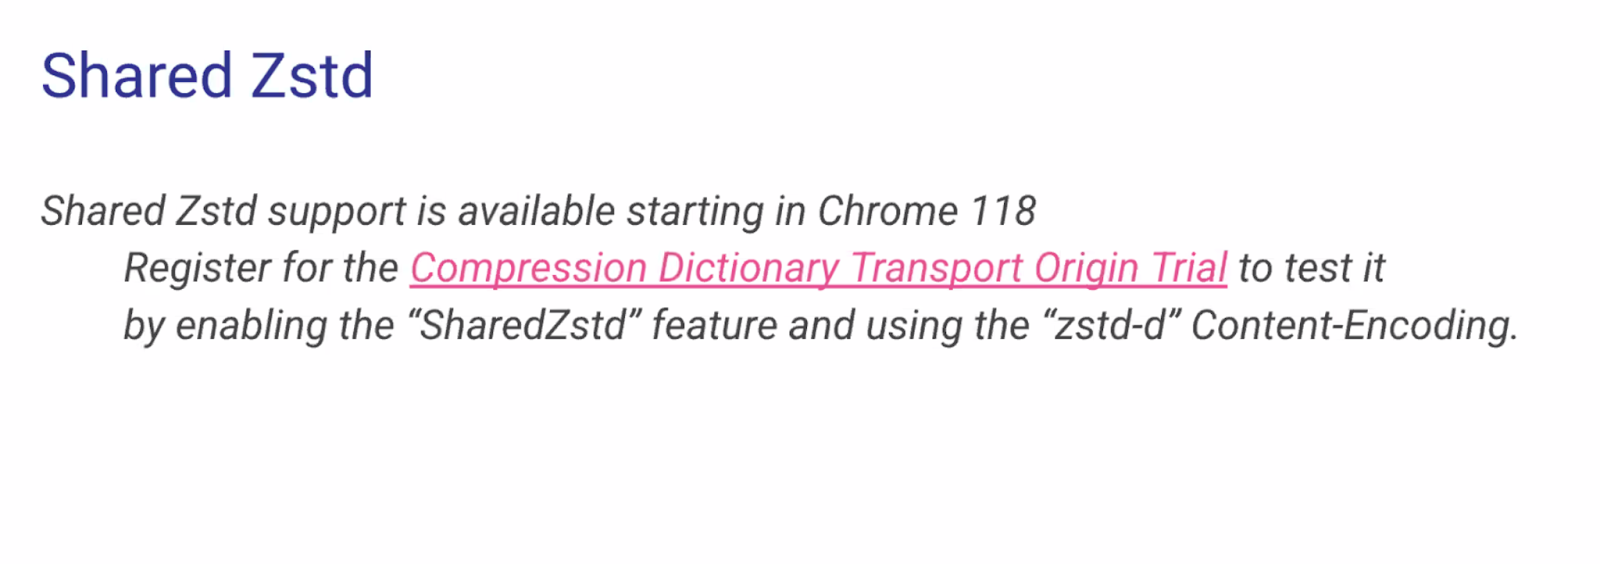 Shared Zstd
Shared Zstd support is available starting in Chrome 118
Register for the Compression Dictionary Transport Origin Trial to test it
by enabling the “SharedZstd” feature and using the “zstd-d” Content-Encoding.